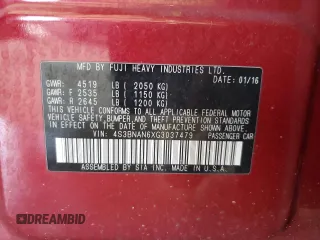 MFD BY FUJI HEAVY INDUSTRIES LTD.
GVWR: 4519 LB ( 2050 KG) DATE: 01/16
GAWR: F 2535 LB ( 1150 KG)
GAWR: R 2645 LB ( 1200 KG)
THIS VEHICLE CONFORMS TO ALL APPLICABLE FEDERAL MOTOR
VEHICLE SAFETY, BUMPER, AND THEFT PREVENTION STANDARDS
IN EFFECT ON THE DATE OF MANUFACTURE SHOWN ABOVE.
VIN: 4S3BNAN6XG3037479 PASSENGER CAR
ASSEMBLED BY SIA INC. IN U.S.A.
DREAMBID